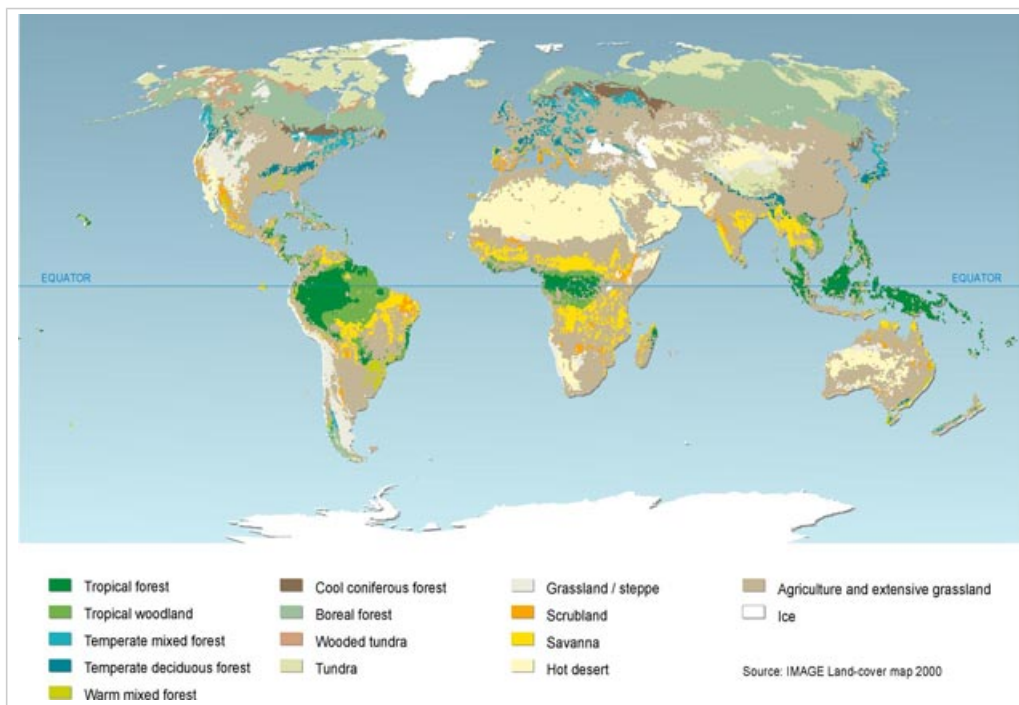 EQUATOR
EQUATOR
Tropical forest
Tropical woodland
Temperate mixed forest
Temperate deciduous forest
Warm mixed forest
Cool coniferous forest
Boreal forest
Wooded tundra
Tundra
Grassland / steppe
Scrubland
Savanna
Hot desert
Agriculture and extensive grassland
Ice
Source: IMAGE Land-cover map 2000